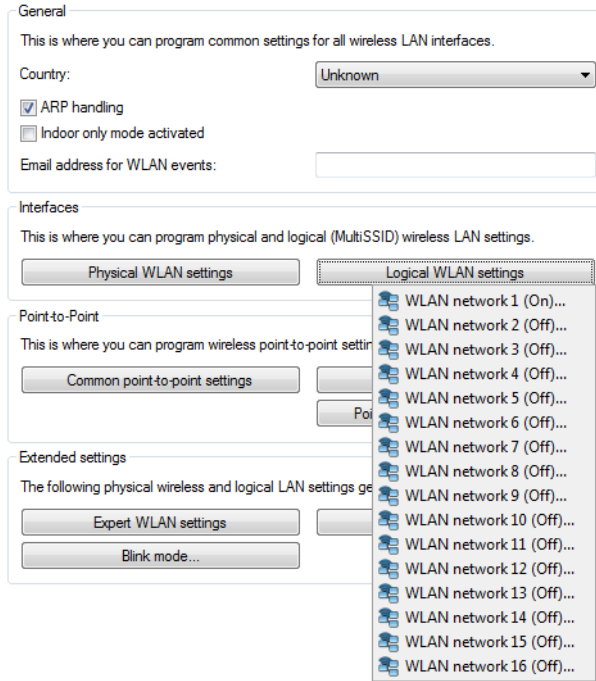 General
This is where you can program common settings for all wireless LAN interfaces.
Country:
Unknown
ARP handling
Indoor only mode activated
Email address for WLAN events:
Interfaces
This is where you can program physical and logical (MultiSSID) wireless LAN settings.
Physical WLAN settings
Logical WLAN settings
WLAN network 1 (On)...
WLAN network 2 (Off)...
WLAN network 3 (Off)...
WLAN network 4 (Off)...
WLAN network 5 (Off)...
WLAN network 6 (Off)...
WLAN network 7 (Off)...
WLAN network 8 (Off)...
WLAN network 9 (Off)...
WLAN network 10 (Off)...
WLAN network 11 (Off)...
WLAN network 12 (Off)...
WLAN network 13 (Off)...
WLAN network 14 (Off)...
WLAN network 15 (Off)...
WLAN network 16 (Off)...
Point-to-Point
This is where you can program wireless point-to-point
Common point-to-point settings
Extended settings
The following physical wireless and logical LAN settings
Expert WLAN settings
Blink mode...